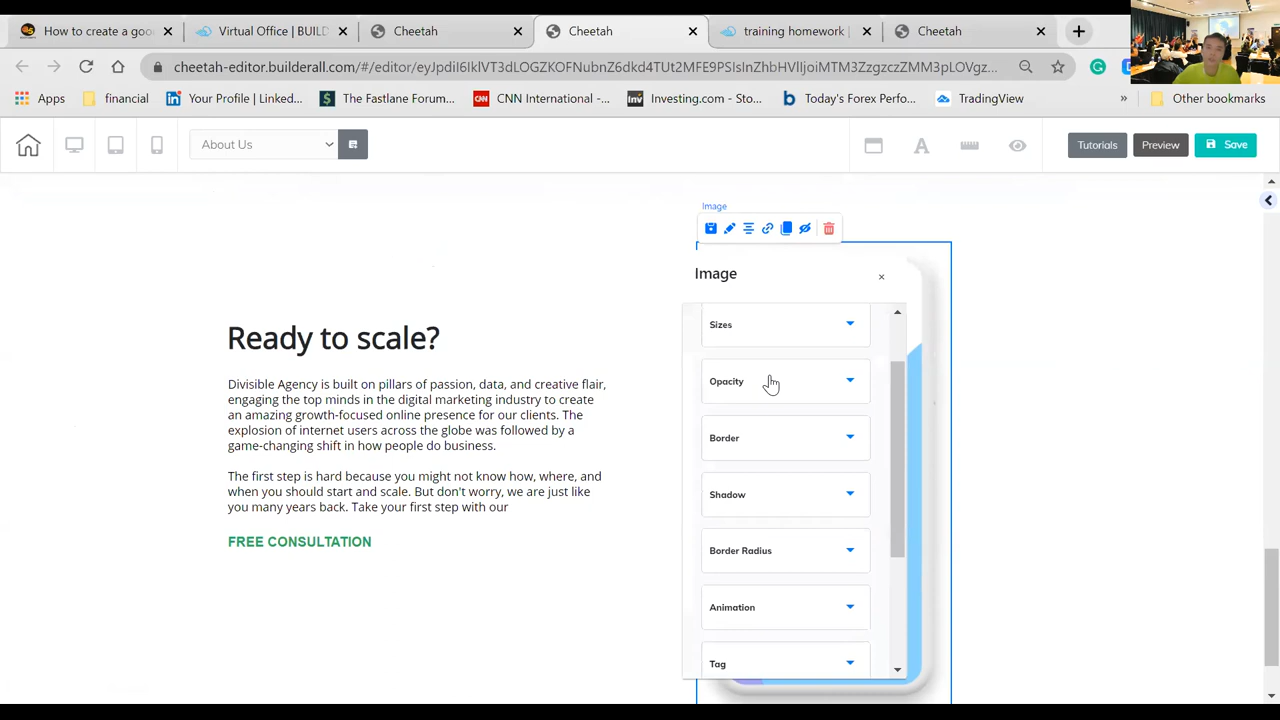 How to create a goo
Virtual Office | BUILD
Cheetah
Cheetah
training homework |
Cheetah
cheetah-editor.builderall.com/#/editor/
Apps
financial
Your Profile | Linked...
The Fastlane Forum...
CNN International -...
Investing.com - Sto...
Today's Forex Perfo...
TradingView
»
Other bookmarks
About Us
Tutorials
Preview
Save
Image
Image
×
Sizes
Opacity
Border
Shadow
Border Radius
Animation
Tag
Ready to scale?
Divisible Agency is built on pillars of passion, data, and creative flair,
engaging the top minds in the digital marketing industry to create
an amazing growth-focused online presence for our clients. The
explosion of internet users across the globe was followed by a
game-changing shift in how people do business.
The first step is hard because you might not know how, where, and
when you should start and scale. But don't worry, we are just like
you many years back. Take your first step with our
FREE CONSULTATION